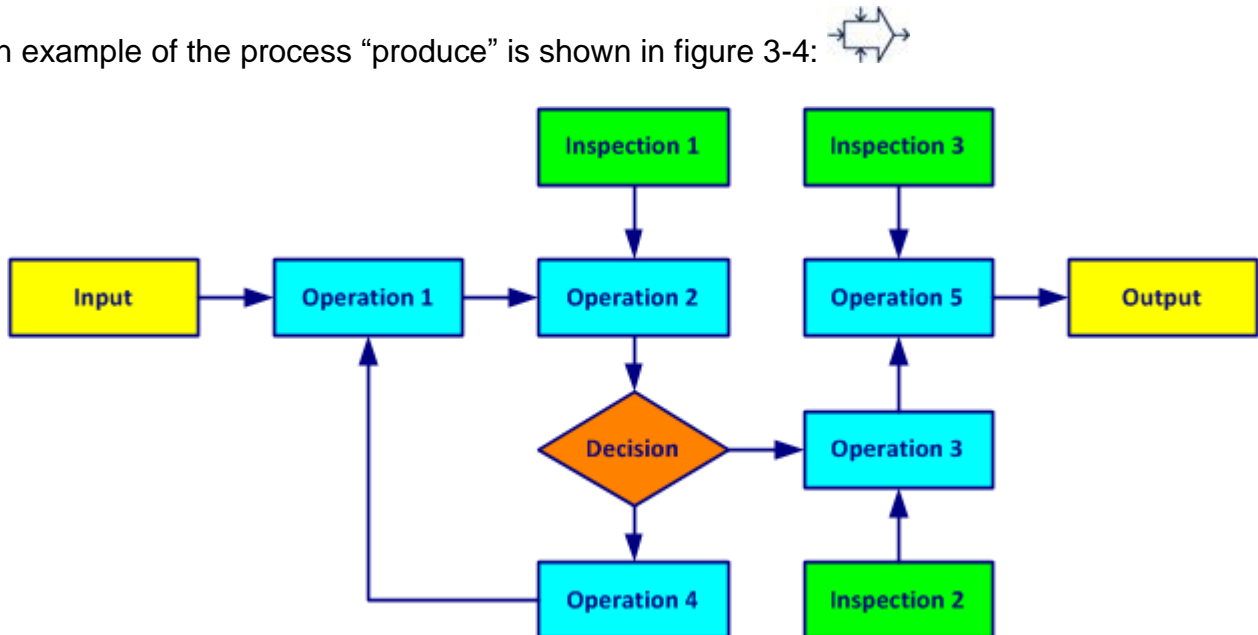 n example of the process “produce” is shown in figure 3-4:
Inspection 1
Inspection 3
Input
Operation 1
Operation 2
Operation 5
Output
Decision
Operation 3
Operation 4
Inspection 2